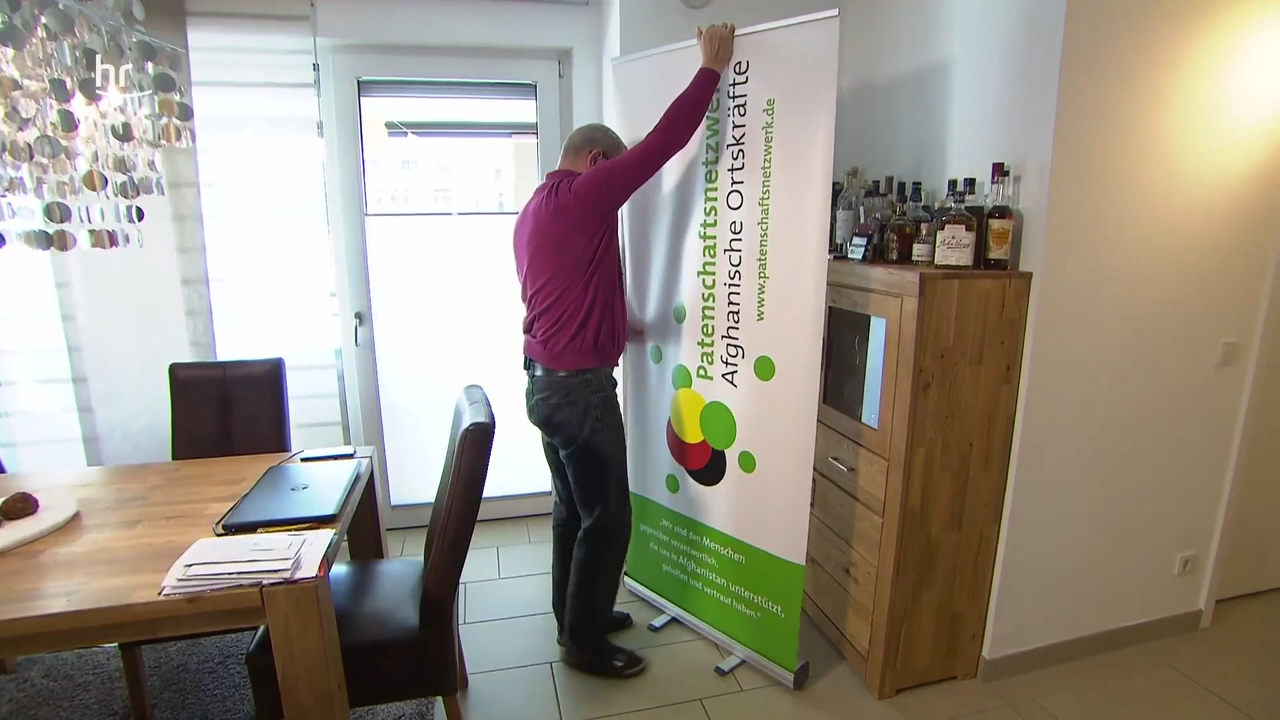 hr
Patenschaftsnetzwerk
Afghanische Ortskräfte
www.patenschaftsnetzwerk.de
„Wir sind den Menschen
gegenüber verantwortlich,
die uns in Afghanistan unterstützt,
geholfen und vertraut haben.“